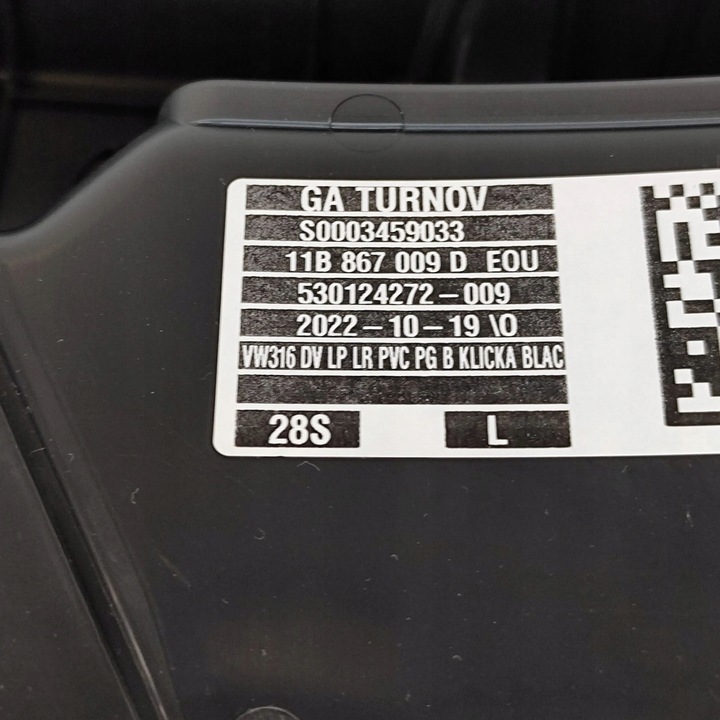 GA TURNOV
S0003459033
11B 867 009 D EOU
530124272-009
2022-10-19 \O
VW316 DV LP LR PVC PG B KLICKA BLAC
28S L